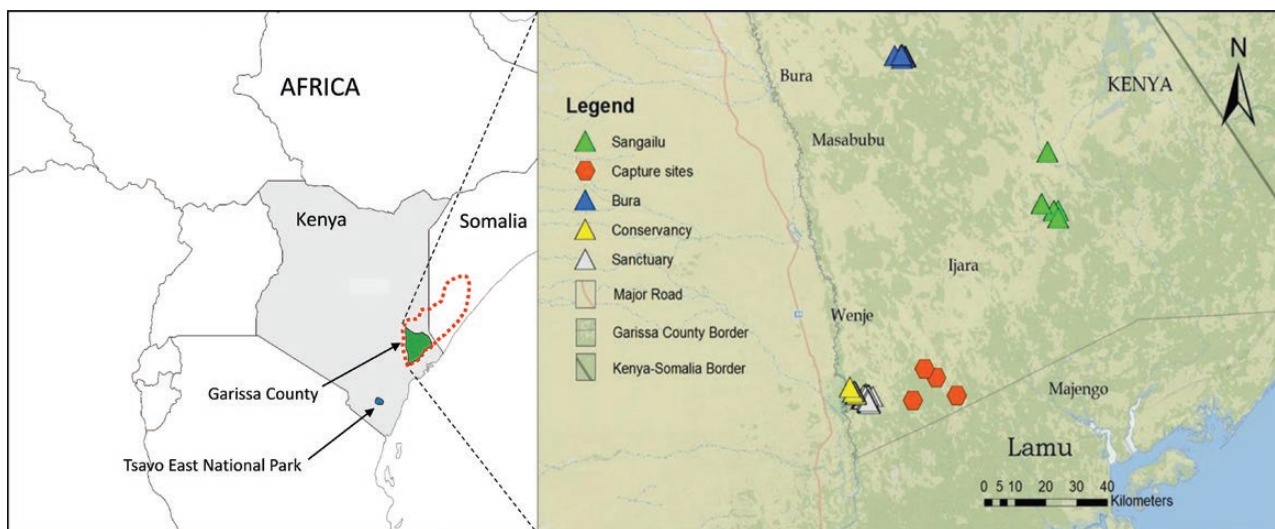 AFRICA
Kenya
Somalia
Garissa County
Tsavo East National Park
Legend
Sangailu
Capture sites
Bura
Conservancy
Sanctuary
Major Road
Garissa County Border
Kenya-Somalia Border
N
KENYA
Bura
Masabubu
Ijara
Wenje
Majengo
Lamu
0 5 10 20 30 40
Kilometers